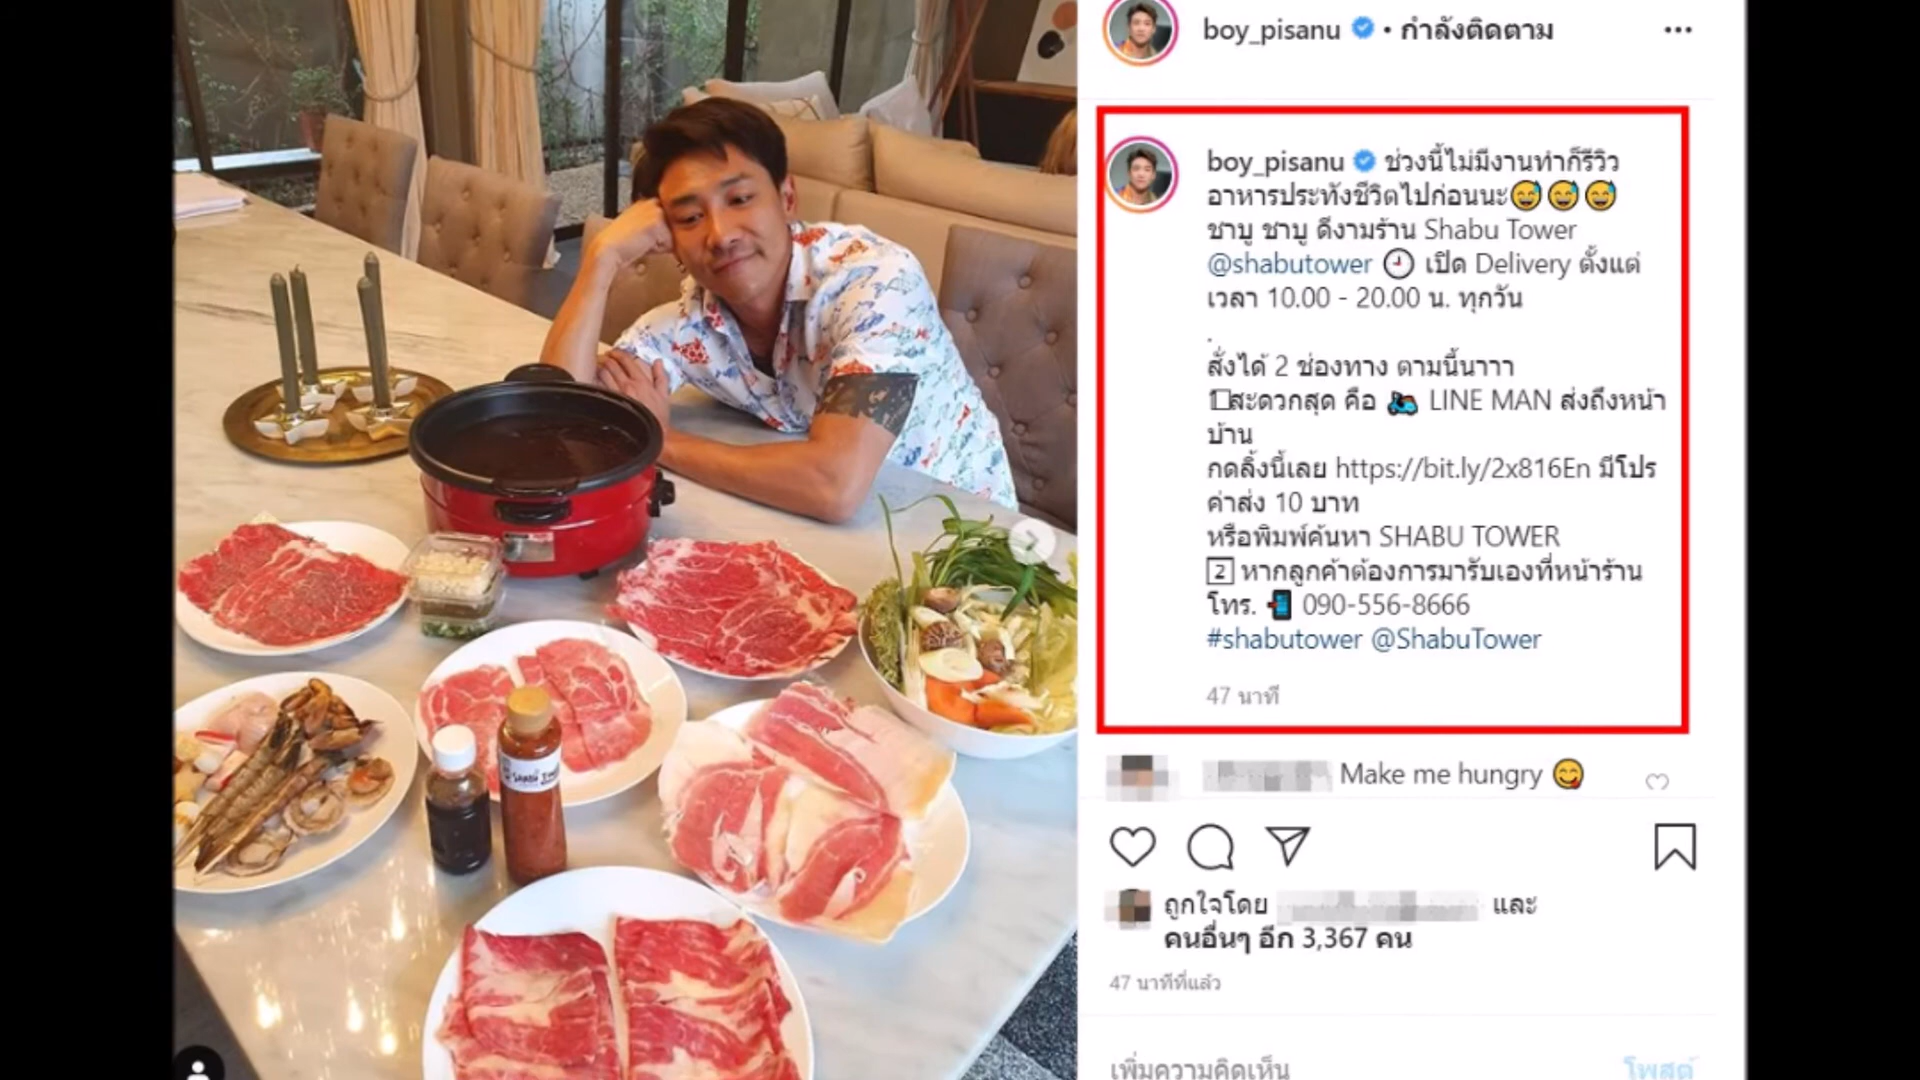 boy_pisanu • กำลังติดตาม
boy_pisanu ช่วงนี้ไม่มีงานทำก็รีวิว
อาหารประทังชีวิตไปก่อนนะ😅😅😅
ชาบู ชาบู ดีงามร้าน Shabu Tower
@shabutower 🕘 เปิด Delivery ตั้งแต่
เวลา 10.00 - 20.00 น. ทุกวัน
.
สั่งได้ 2 ช่องทาง ตามนี้นาาา
1สะดวกสุด คือ 🛵 LINE MAN ส่งถึงหน้า
บ้าน
กดลิ้งนี้เลย https://bit.ly/2x816En มีโปร
ค่าส่ง 10 บาท
หรือพิมพ์ค้นหา SHABU TOWER
2 หากลูกค้าต้องการมารับเองที่หน้าร้าน
โทร. 📲 090-556-8666
#shabutower @ShabuTower
47 นาที
Make me hungry 😋
ถูกใจโดย และ
คนอื่นๆ อีก 3,367 คน
47 นาทีที่แล้ว
เพิ่มความคิดเห็น
โพสต์